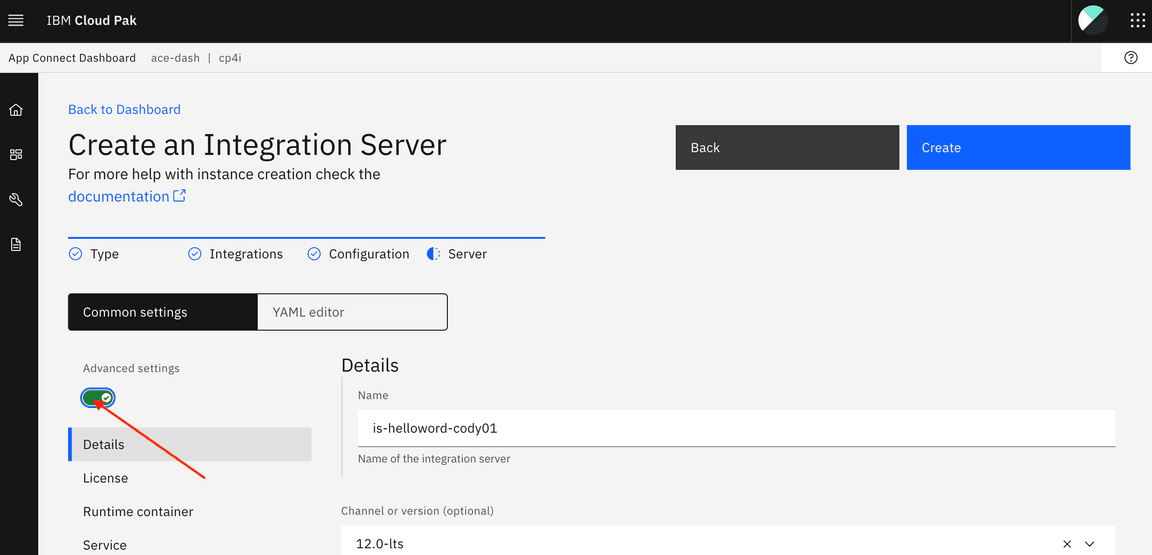 IBM Cloud Pak
App Connect Dashboard ace-dash | cp4i
Back to Dashboard
Create an Integration Server
For more help with instance creation check the
documentation
Back
Create
Type
Integrations
Configuration
Server
Common settings
YAML editor
Advanced settings
Details
License
Runtime container
Service
Details
Name
is-helloword-cody01
Name of the integration server
Channel or version (optional)
12.0-lts